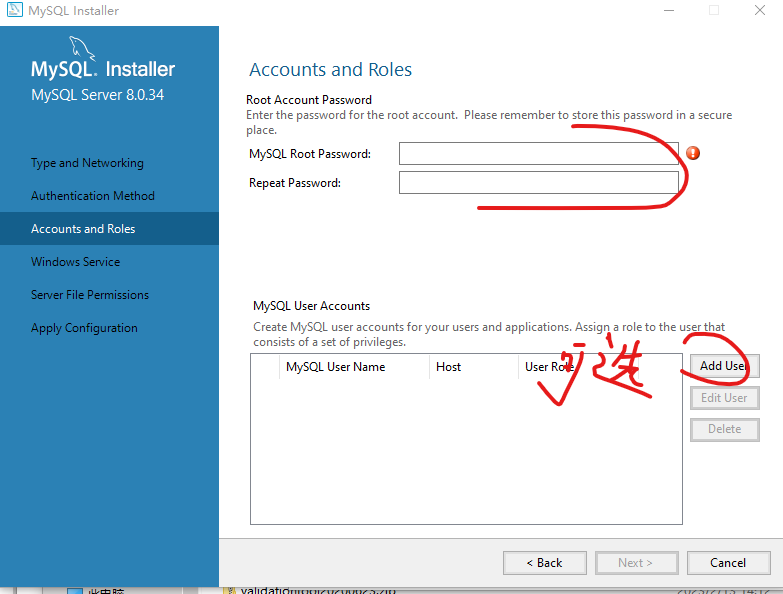 MySQL Installer
MySQL. Installer
MySQL Server 8.0.34
Type and Networking
Authentication Method
Accounts and Roles
Windows Service
Server File Permissions
Apply Configuration
Accounts and Roles
Root Account Password
Enter the password for the root account. Please remember to store this password in a secure
place.
MySQL Root Password:
Repeat Password:
MySQL User Accounts
Create MySQL user accounts for your users and applications. Assign a role to the user that
consists of a set of privileges.
MySQL User Name Host User Role
可选
Add User
Edit User
Delete
< Back Next > Cancel
此电脑